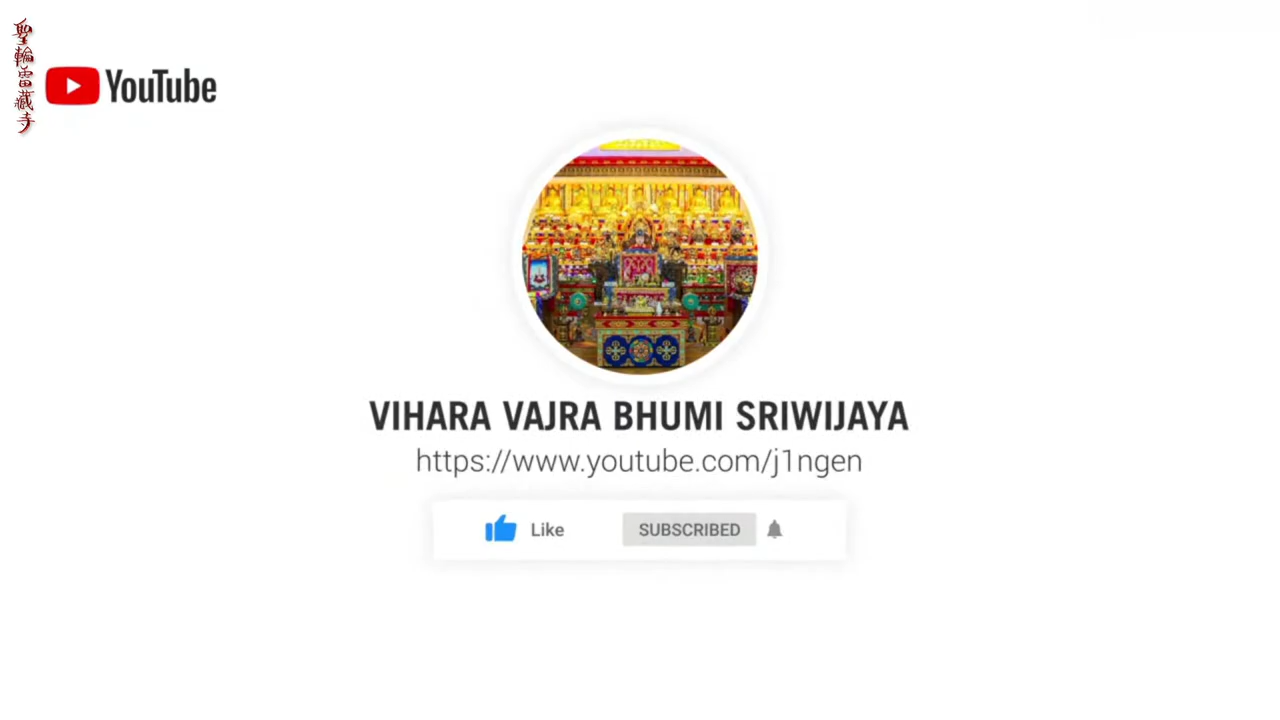 聖輪雷藏寺
YouTube
VIHARA VAJRA BHUMI SRIWIJAYA
https://www.youtube.com/j1ngen
Like
SUBSCRIBED